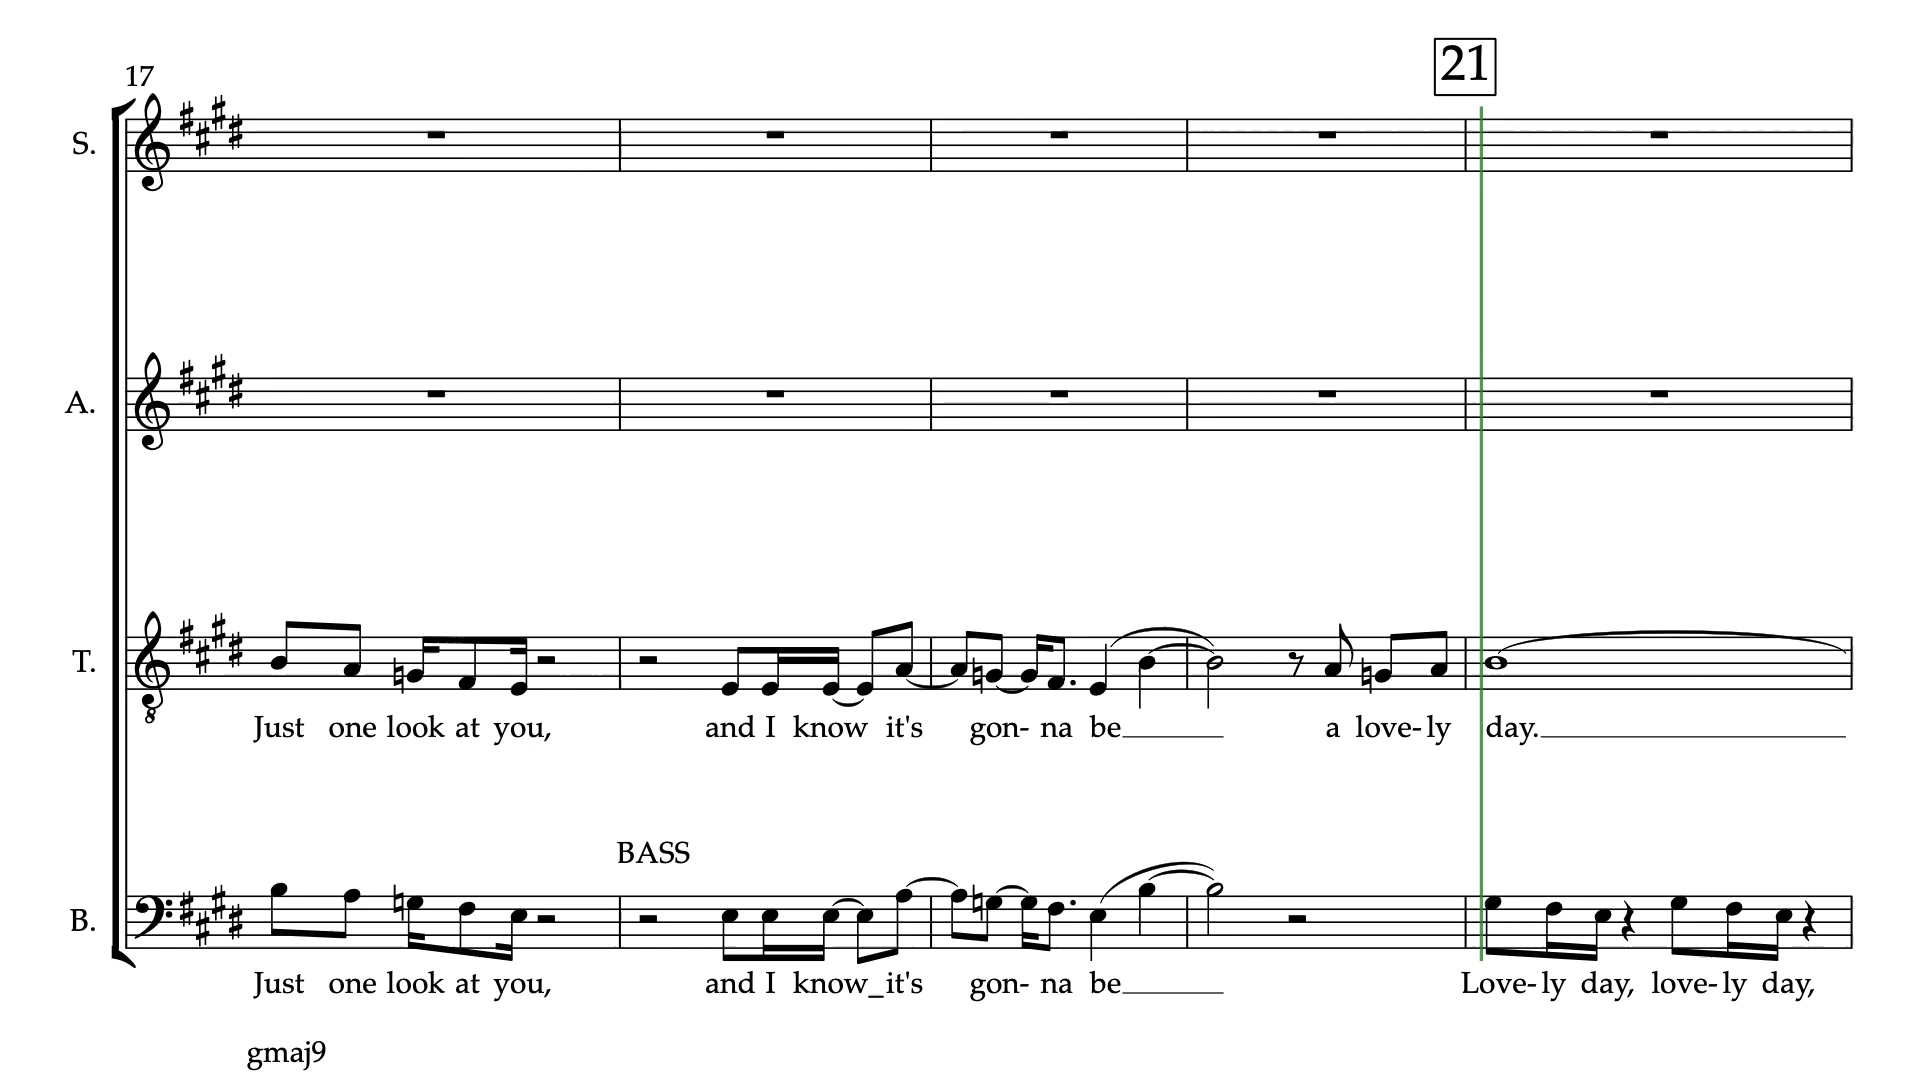 21
17
S.
A.
T.
8
Just one look at you, and I know it's gon- na be a love- ly day.
BASS
B.
Just one look at you, and I know_it's gon- na be Love- ly day, love- ly day,
gmaj9